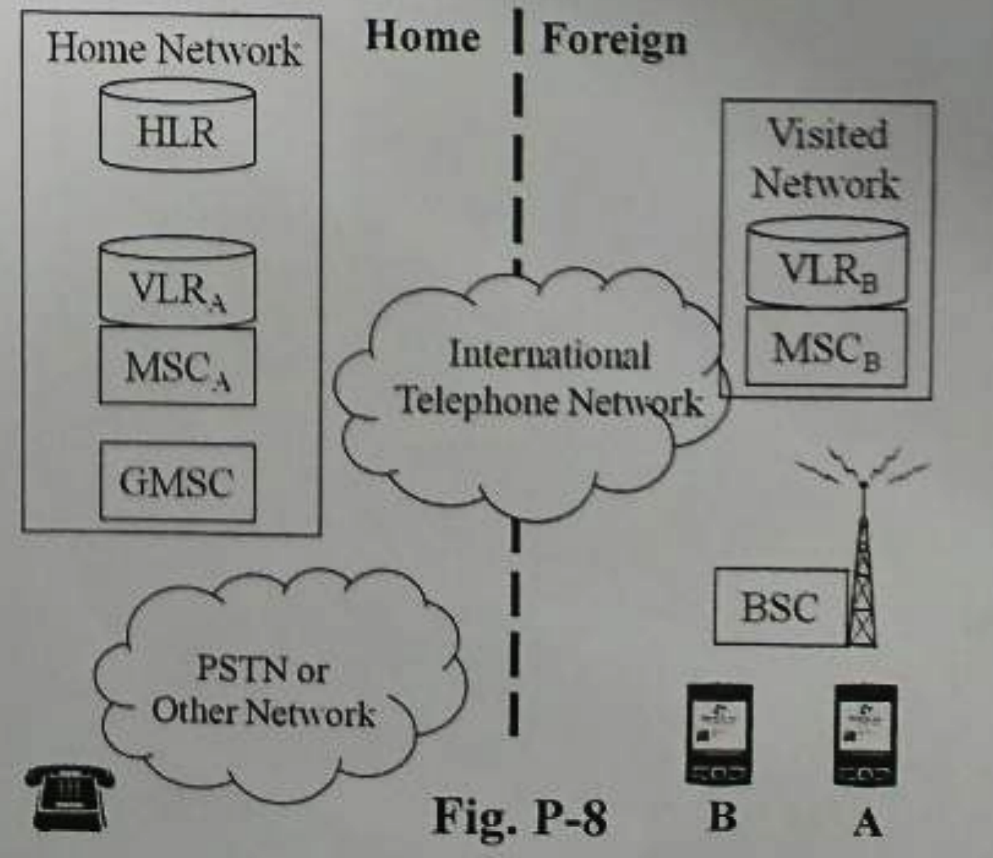 Home Network
HLR
VLRA
MSCA
GMSC
Home | Foreign
Visited
Network
VLRB
MSCB
International
Telephone Network
BSC
PSTN or
Other Network
B
A
Fig. P-8